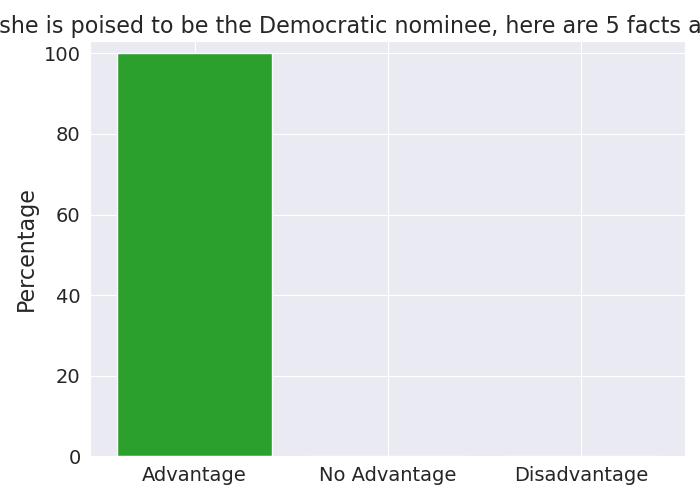 she is poised to be the Democratic nominee, here are 5 facts a
100
80
60
40
20
0
Percentage
Advantage
No Advantage
Disadvantage